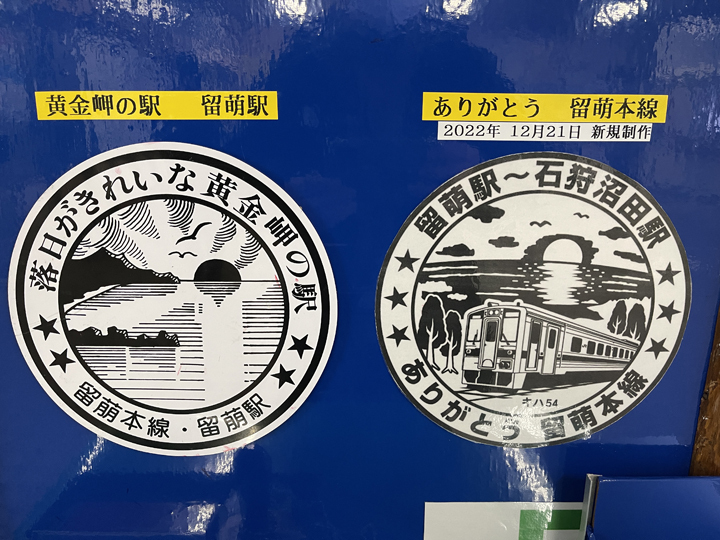 黄金岬の駅　留萌駅
落日がきれいな黄金岬の駅
留萌本線・留萌駅
ありがとう　留萌本線
2022年 12月21日 新規制作
留萌駅〜石狩沼田駅
キハ54
ありがとう 留萌本線